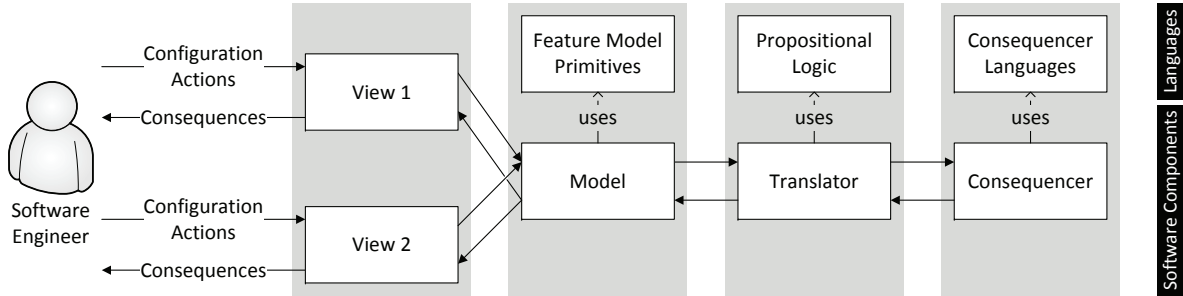 Configuration
Actions
Consequences
Software
Engineer
Configuration
Actions
Consequences
View 1
View 2
Feature Model
Primitives
uses
Model
Propositional
Logic
uses
Translator
Consequencer
Languages
uses
Consequencer
Languages
Software Components